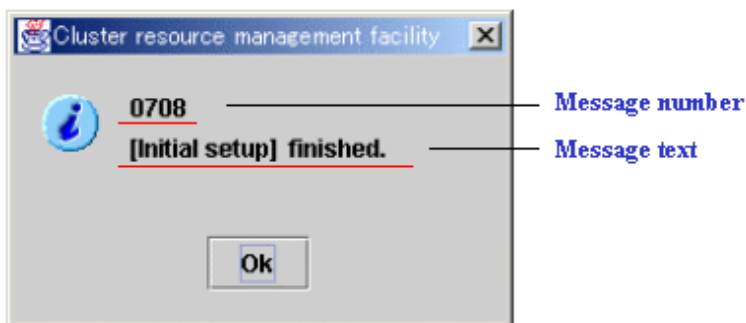 Cluster resource management facility
0708
Message number
[Initial setup] finished.
Message text
Ok